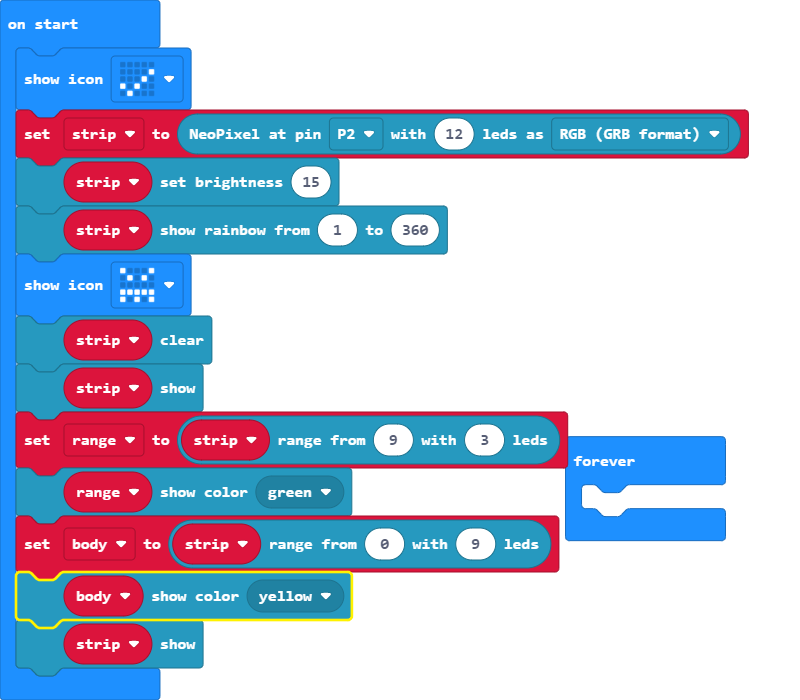 on start
show icon
set strip to NeoPixel at pin P2 with 12 leds as RGB (GRB format)
strip set brightness 15
strip show rainbow from 1 to 360
show icon
strip clear
strip show
set range to strip range from 9 with 3 leds
forever
range show color green
set body to strip range from 0 with 9 leds
body show color yellow
strip show